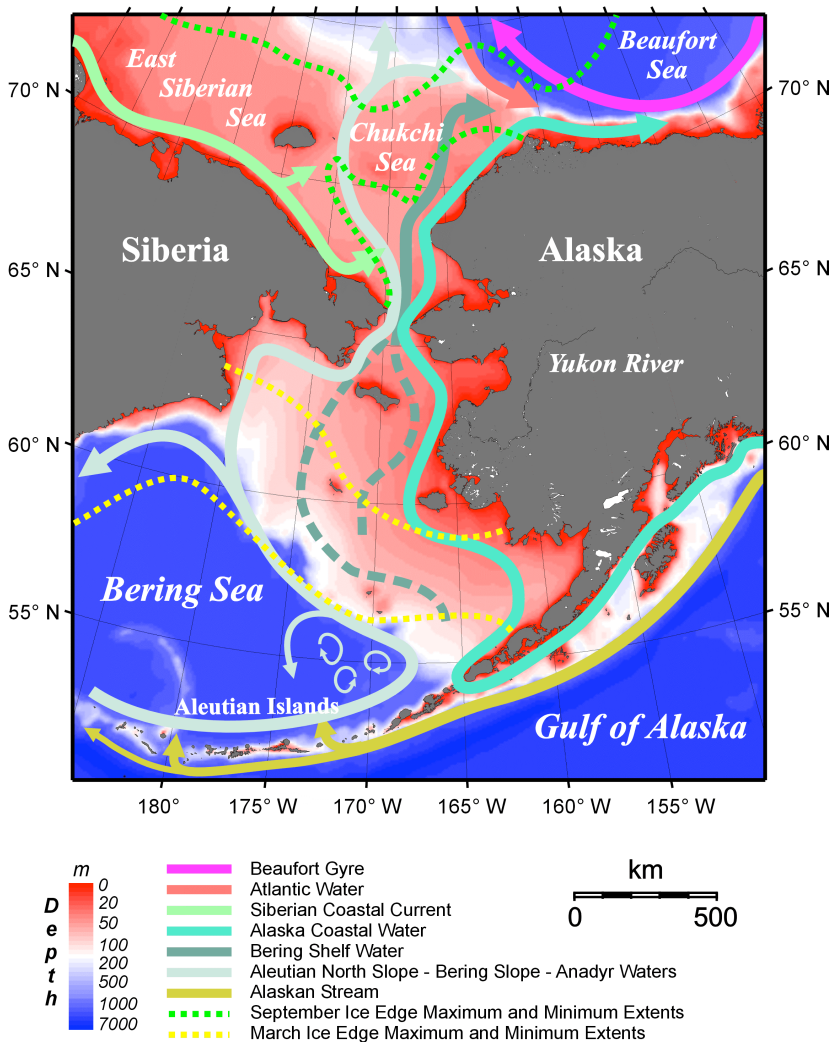 East
Siberian
Sea
Beaufort
Sea
Chukchi
Sea
70° N
70° N
Siberia
Alaska
65° N
65° N
Yukon River
60° N
60° N
Bering Sea
55° N
55° N
Aleutian Islands
Gulf of Alaska
180°
175° W
170° W
165° W
160° W
155° W
m
Depth
0
20
50
100
200
500
1000
7000
Beaufort Gyre
Atlantic Water
Siberian Coastal Current
Alaska Coastal Water
Bering Shelf Water
Aleutian North Slope - Bering Slope - Anadyr Waters
Alaskan Stream
September Ice Edge Maximum and Minimum Extents
March Ice Edge Maximum and Minimum Extents
km
0 500